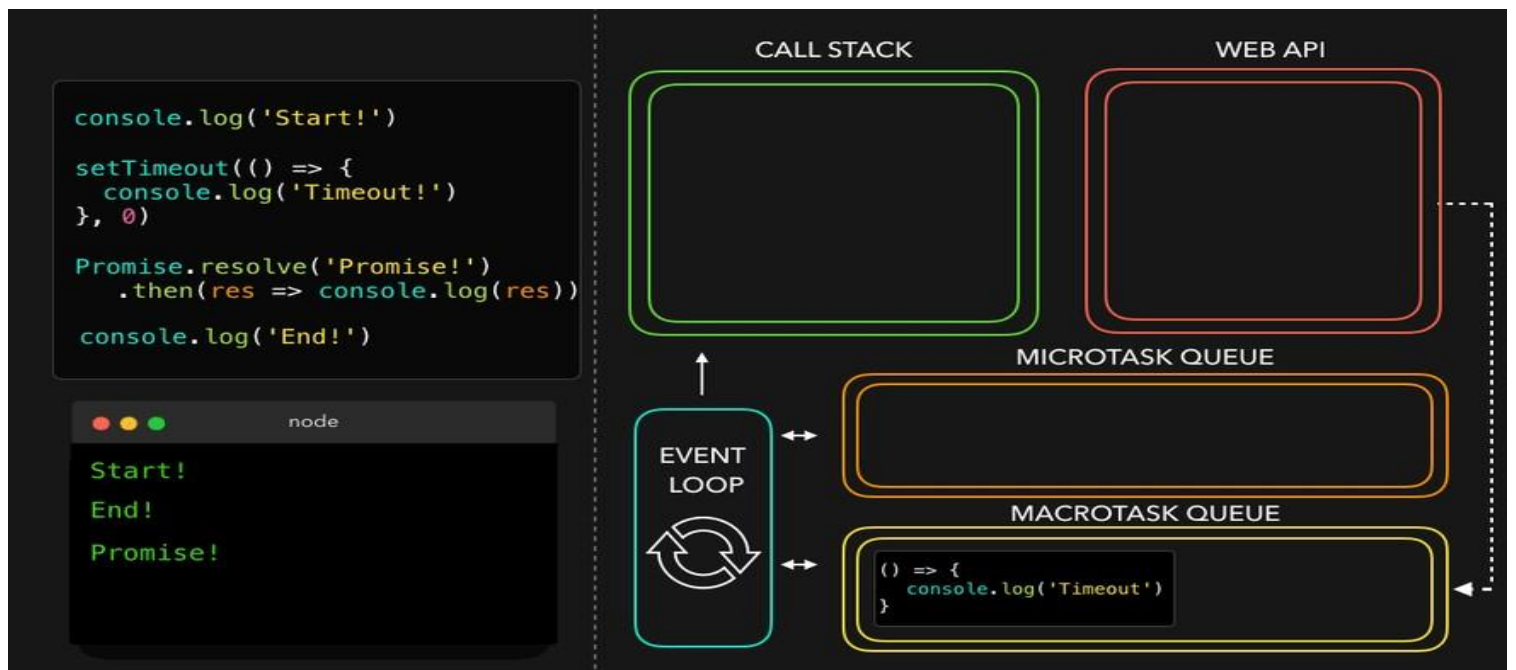 console.log('Start!')
setTimeout(() => {
console.log('Timeout!')
}, 0)
Promise.resolve('Promise!')
.then(res => console.log(res))
console.log('End!')
node
Start!
End!
Promise!
CALL STACK
WEB API
MICROTASK QUEUE
EVENT
LOOP
MACROTASK QUEUE
() => {
console.log('Timeout')
}